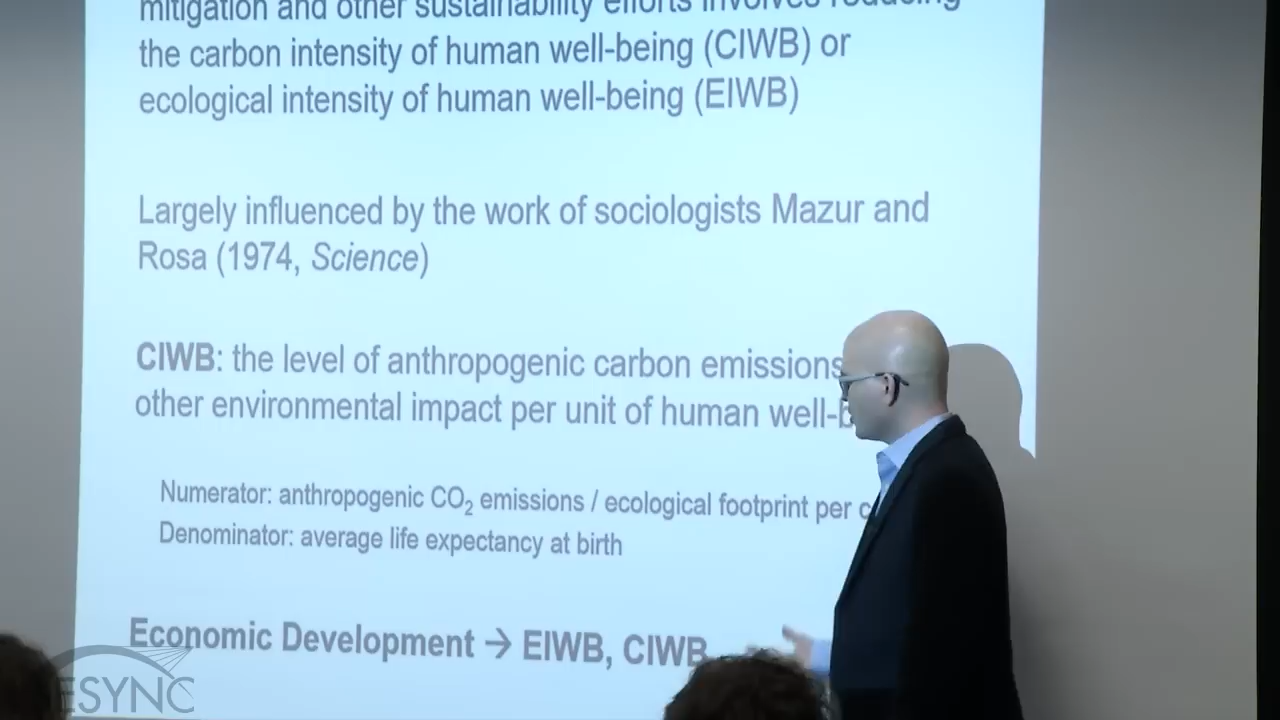 mitigation and other sustainability efforts involves reducing
the carbon intensity of human well-being (CIWB) or
ecological intensity of human well-being (EIWB)
Largely influenced by the work of sociologists Mazur and
Rosa (1974, Science)
CIWB: the level of anthropogenic carbon emissions
other environmental impact per unit of human well-b
Numerator: anthropogenic CO₂ emissions / ecological footprint per c
Denominator: average life expectancy at birth
Economic Development → EIWB, CIWB
ESYNC